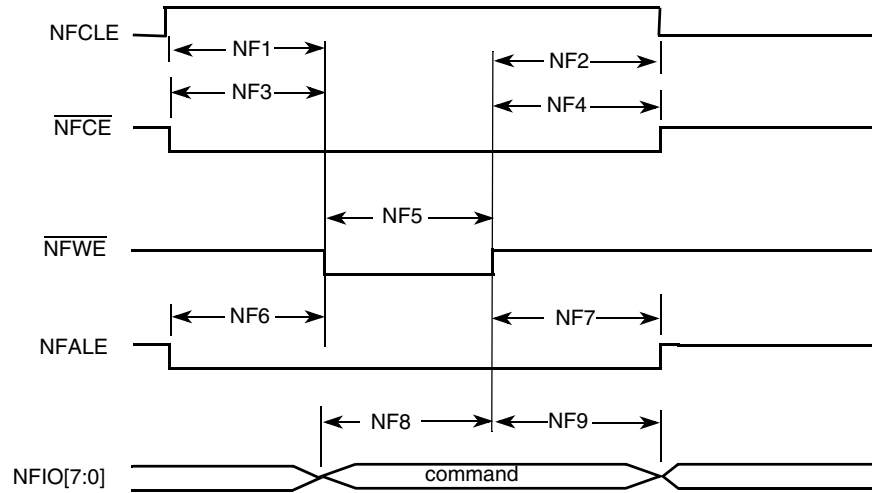 NFCLE
NF1
NF2
NF3
NF4
NFCE
NF5
NFWE
NF6
NF7
NFALE
NF8
NF9
NFIO[7:0]
command